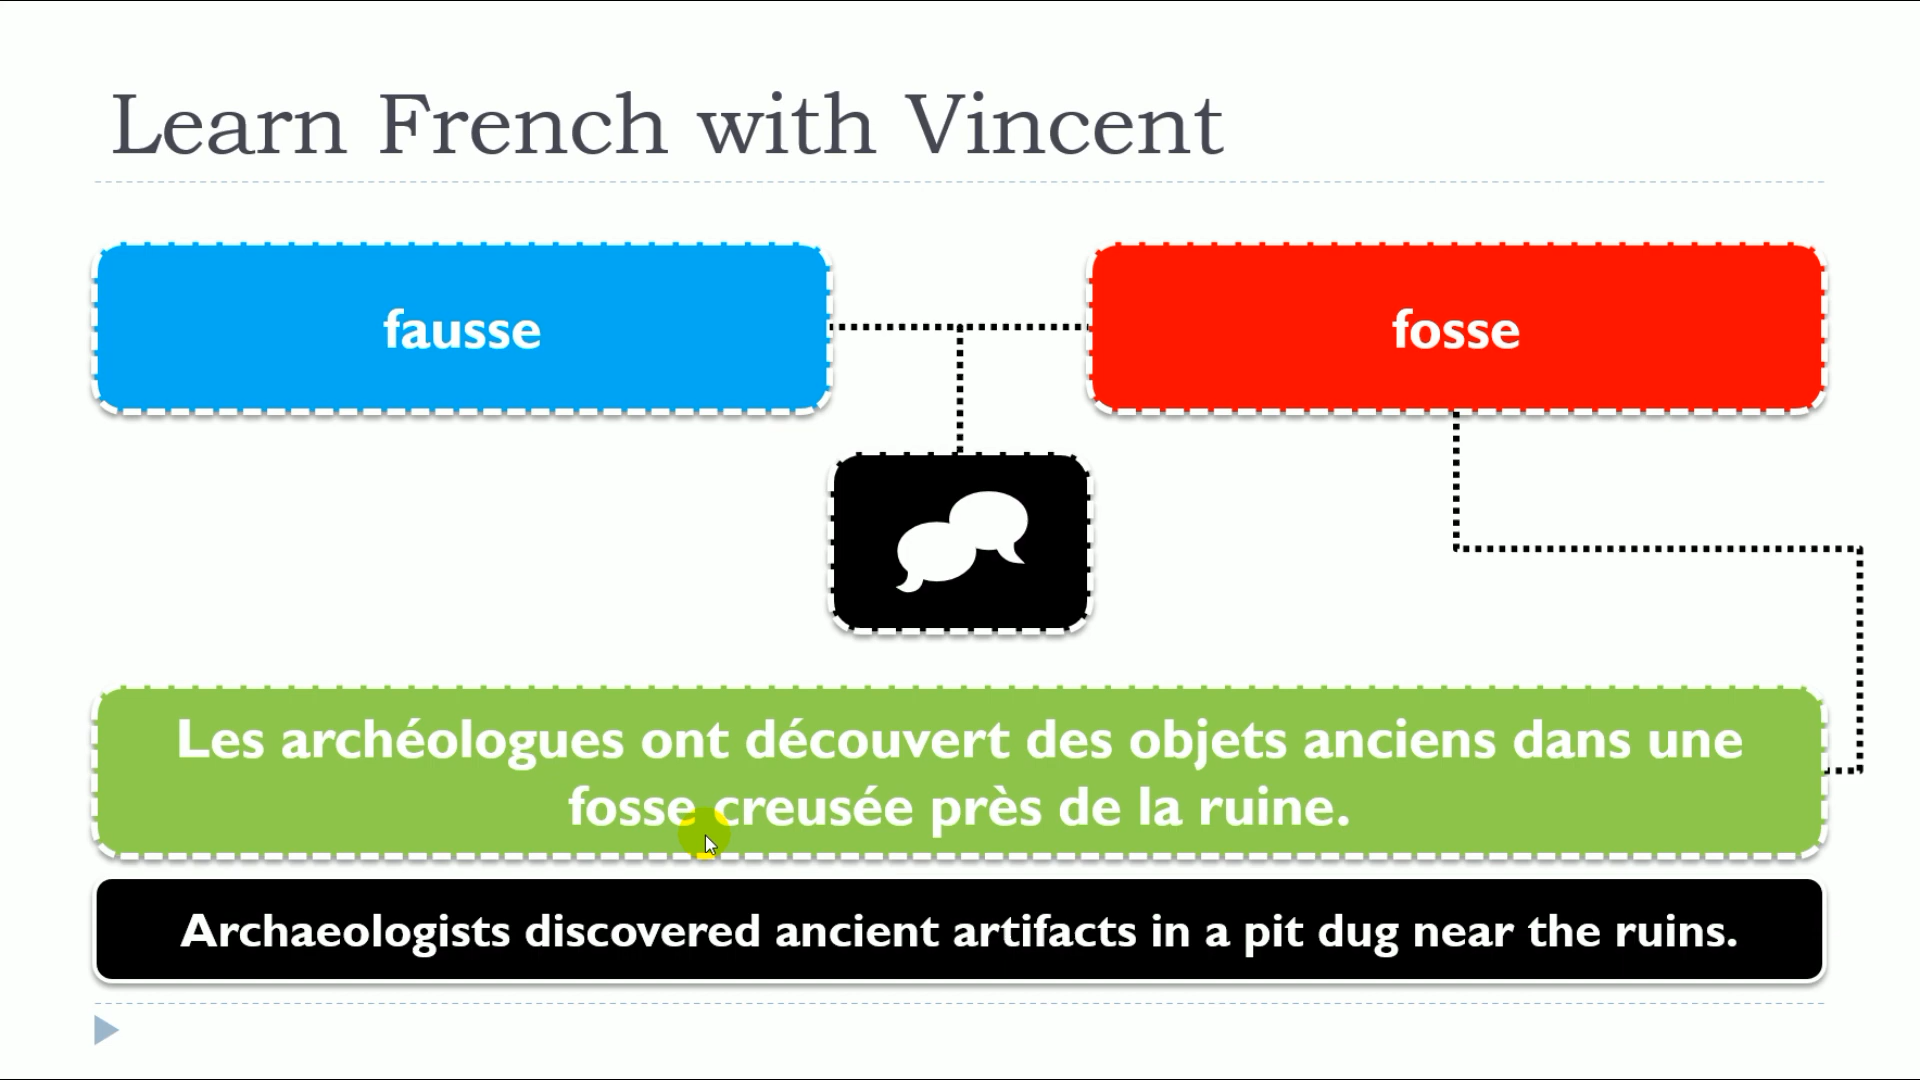 Learn French with Vincent
fausse
fosse
Les archéologues ont découvert des objets anciens dans une
fosse creusée près de la ruine.
Archaeologists discovered ancient artifacts in a pit dug near the ruins.